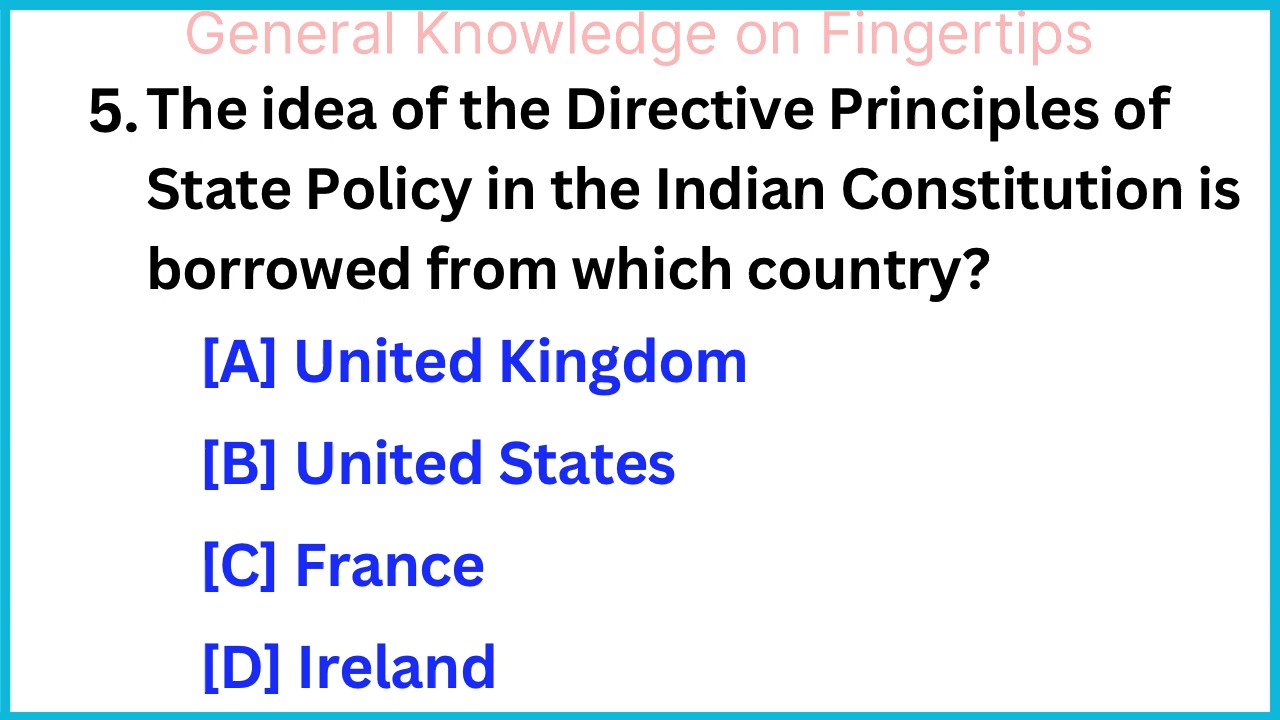 General Knowledge on Fingertips
5. The idea of the Directive Principles of
State Policy in the Indian Constitution is
borrowed from which country?
[A] United Kingdom
[B] United States
[C] France
[D] Ireland